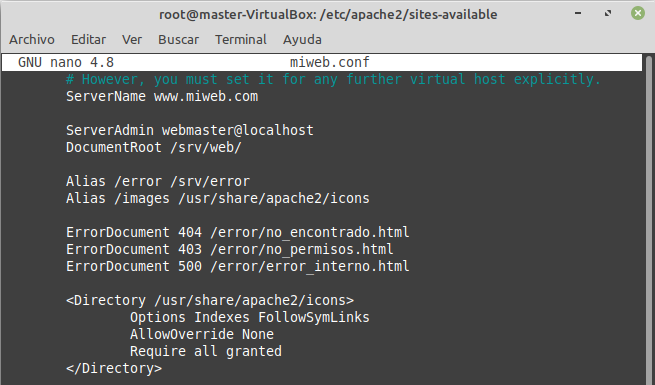 root@master-VirtualBox: /etc/apache2/sites-available
Archivo Editar Ver Buscar Terminal Ayuda
GNU nano 4.8 miweb.conf
# However, you must set it for any further virtual host explicitly.
ServerName www.miweb.com
ServerAdmin webmaster@localhost
DocumentRoot /srv/web/
Alias /error /srv/error
Alias /images /usr/share/apache2/icons
ErrorDocument 404 /error/no_encontrado.html
ErrorDocument 403 /error/no_permisos.html
ErrorDocument 500 /error/error_interno.html
<Directory /usr/share/apache2/icons>
Options Indexes FollowSymLinks
AllowOverride None
Require all granted
</Directory>